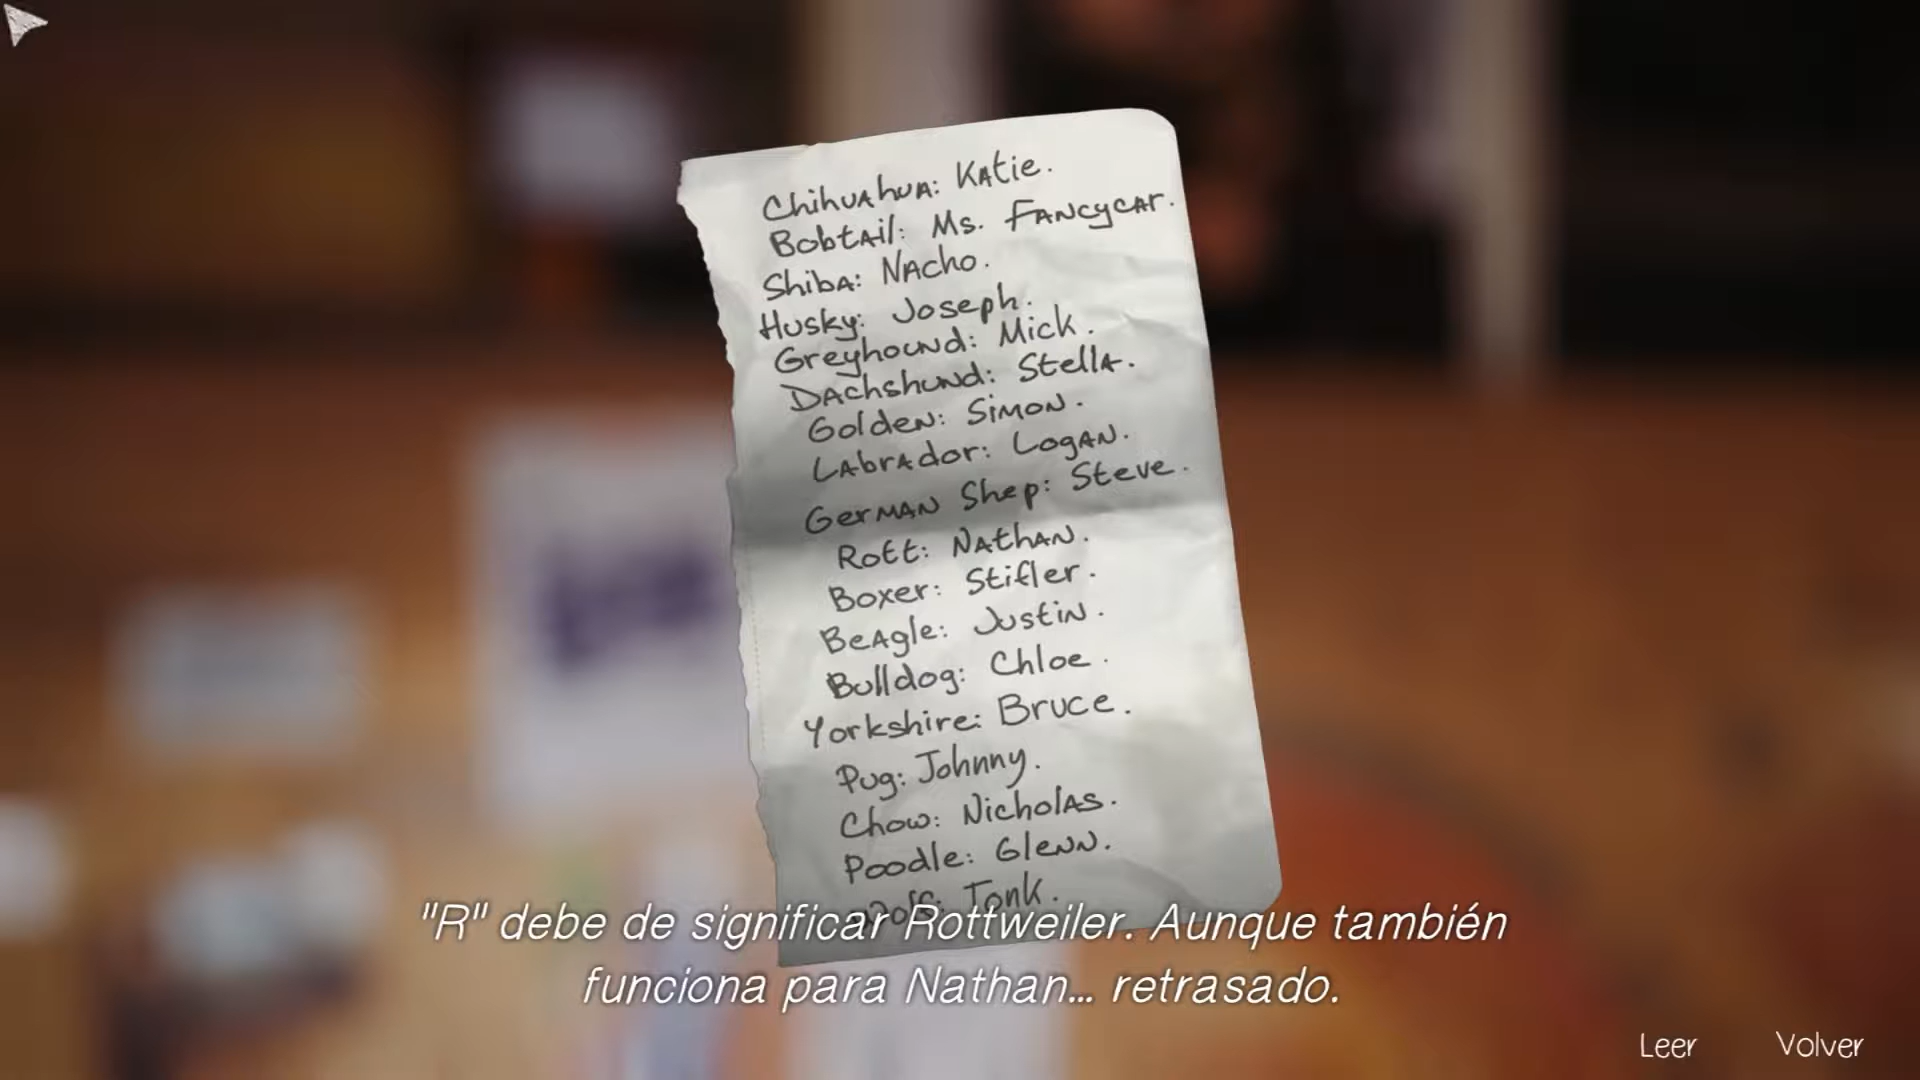 Chihuahua: Katie.
Bobtail: Ms. Fancycar.
Shiba: Nacho.
Husky: Joseph.
Greyhound: Mick.
Dachshund: Stella.
Golden: Simon.
Labrador: Logan.
German Shep: Steve.
Rott: Nathan.
Boxer: Stifler.
Beagle: Justin.
Bulldog: Chloe.
Yorkshire: Bruce.
Pug: Johnny.
Chow: Nicholas.
Poodle: Glenn.
Tonk.
"R" debe de significar Rottweiler. Aunque también
funciona para Nathan... retrasado.
Leer Volver